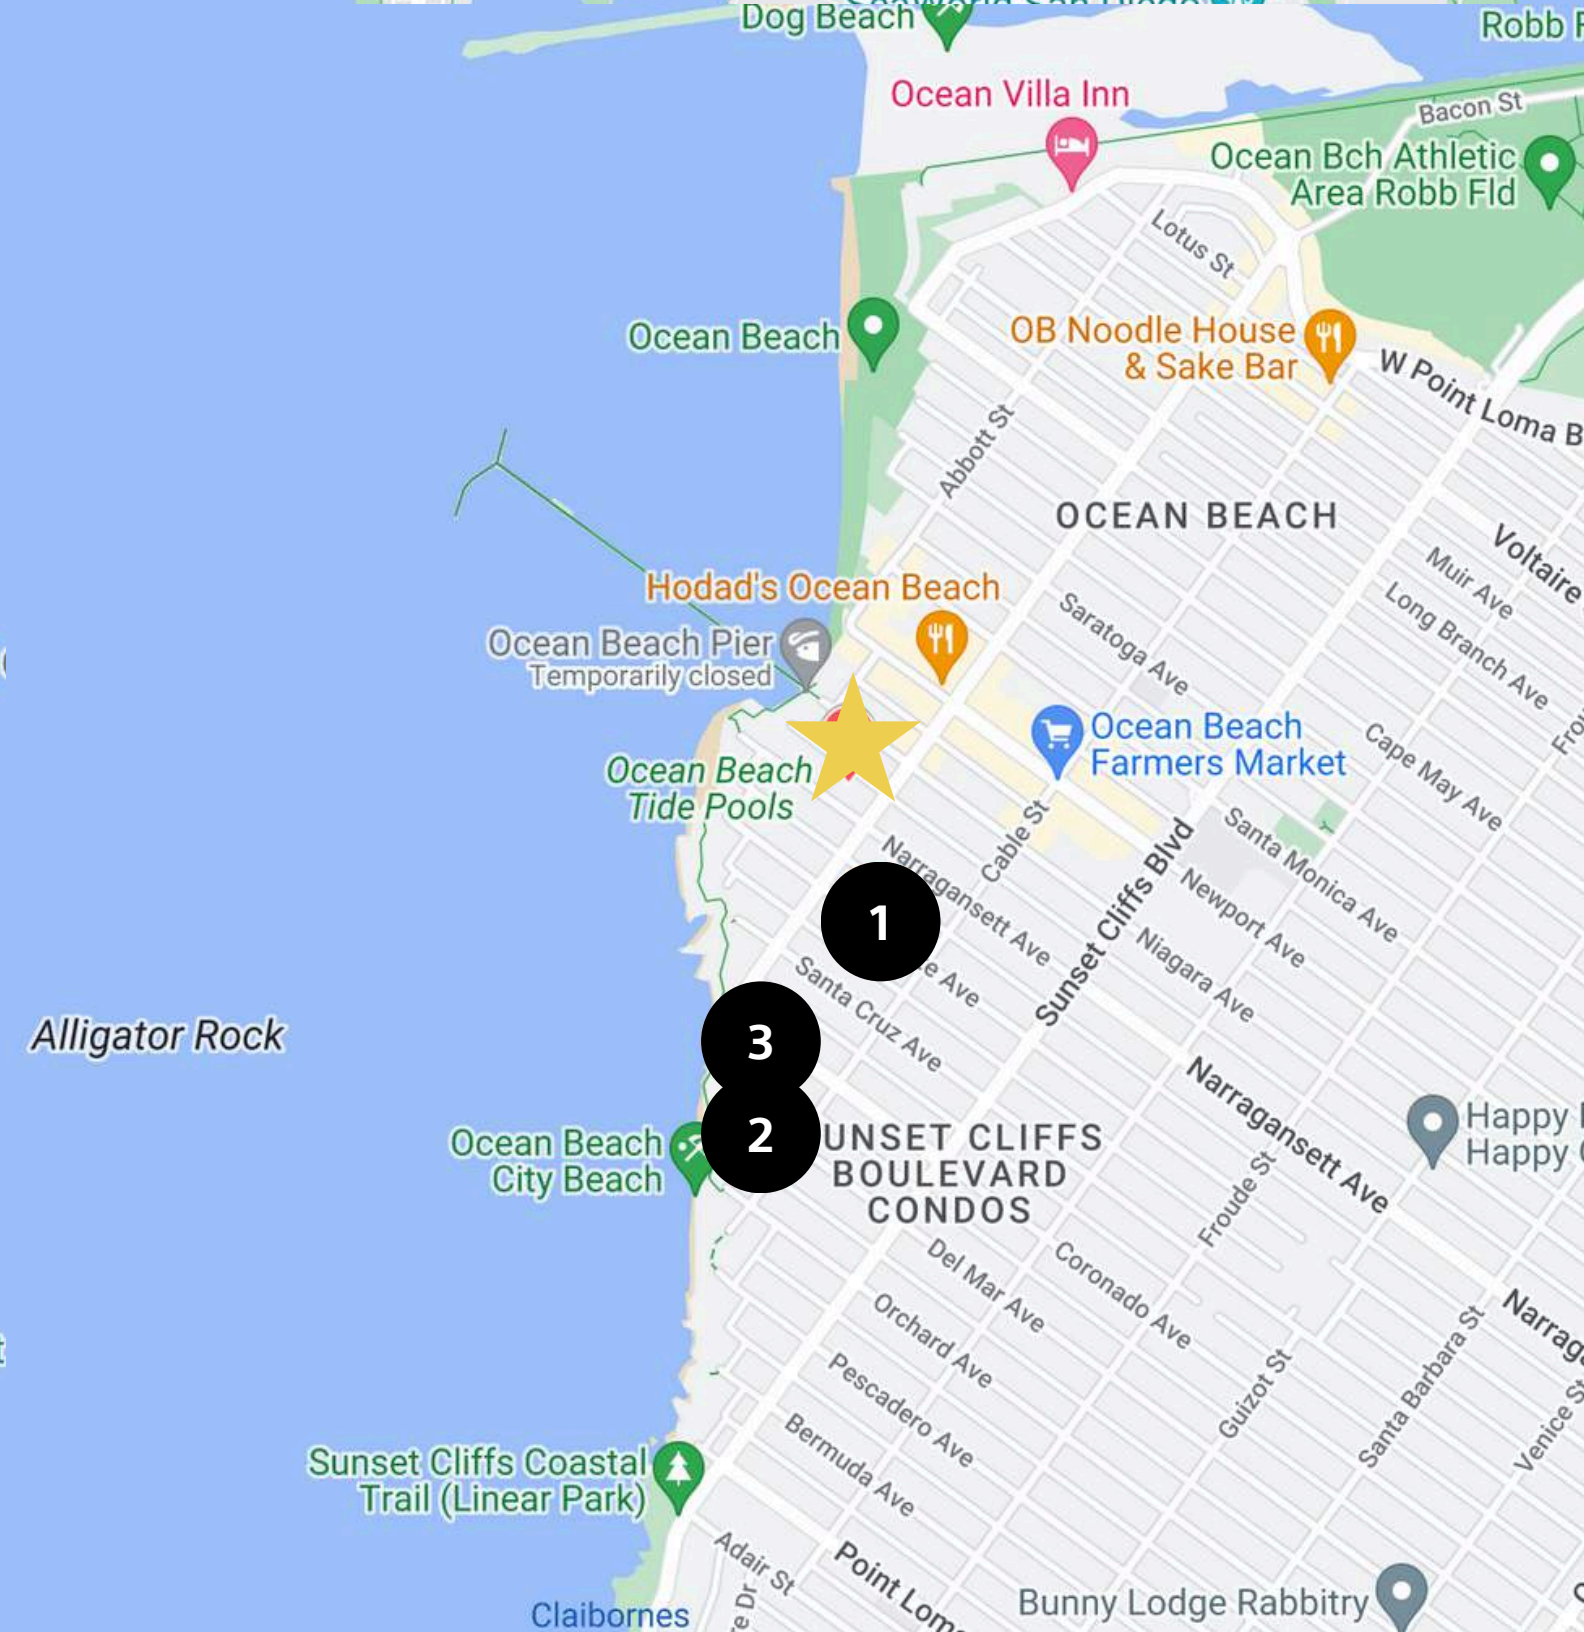 Dog Beach
Robb F
Ocean Villa Inn
Bacon St
Ocean Bch Athletic
Area Robb Fld
Lotus St
Ocean Beach
OB Noodle House
& Sake Bar
W Point Loma B
Abbott St
OCEAN BEACH
Voltaire
Muir Ave
Hodad's Ocean Beach
Long Branch Ave
Saratoga Ave
Ocean Beach Pier
Temporarily closed
Frou
Ocean Beach
Farmers Market
Cape May Ave
Ocean Beach
Tide Pools
Cable St
Santa Monica Ave
Sunset Cliffs Blvd
Narragansett Ave
Newport Ave
1
Niagara Ave
e Ave
Santa Cruz Ave
Alligator Rock
3
Narragansett Ave
2
Happy
Happy
Ocean Beach
City Beach
UNSET CLIFFS
BOULEVARD
CONDOS
Froude St
Del Mar Ave
Coronado Ave
Orchard Ave
Narrag
Santa Barbara St
Guizot St
Pescadero Ave
Venice St
Bermuda Ave
Sunset Cliffs Coastal
Trail (Linear Park)
Adair St
Point Lom
e Dr
Bunny Lodge Rabbitry
Claibornes